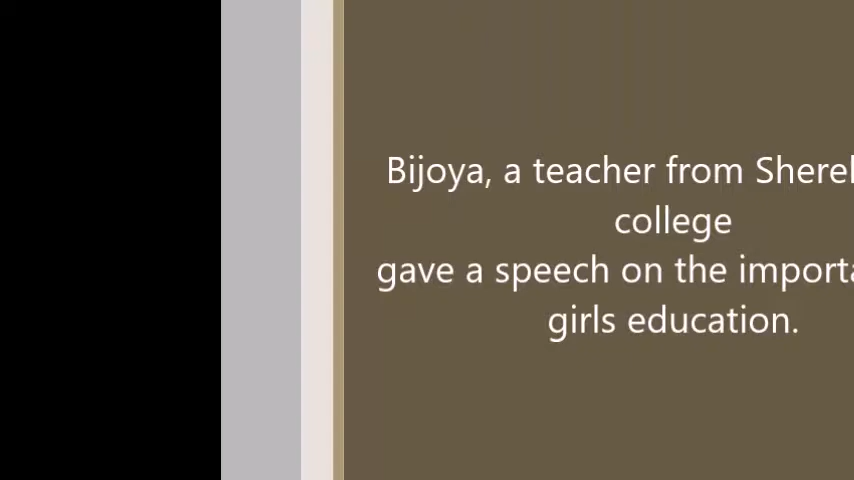 Bijoya, a teacher from
college
gave a speech on the
girls education.